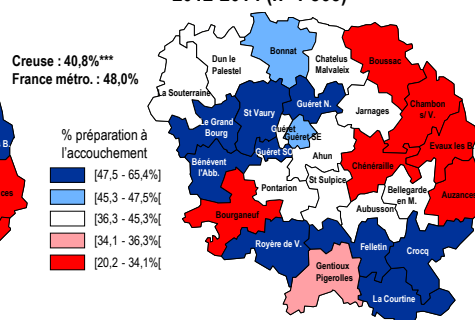 Creuse : 40,8%***
France métro. : 48,0%
% préparation à
l'accouchement
[47,5 - 65,4%]
[45,3 - 47,5%[
[36,3 - 45,3%[
[34,1 - 36,3%[
[20,2 - 34,1%[
Bonnat
Dun le
Palestel
Chatelus
Malvaleix
Boussac
La Souterraine
Guéret N.
St Vaury
Jarnages
Chambon
s/ V.
Le Grand
Bourg
Guéret
Guéret SE
Evaux les B.
Guéret SO
Ahun
Bénévent
l'Abb.
Chénéraille
St Sulpice
Pontarion
Bellegarde
en M.
Auzances
Bourganeuf
Aubusson
Royère de V.
Felletin
Crocq
Gentioux
Pigerolles
La Courtine